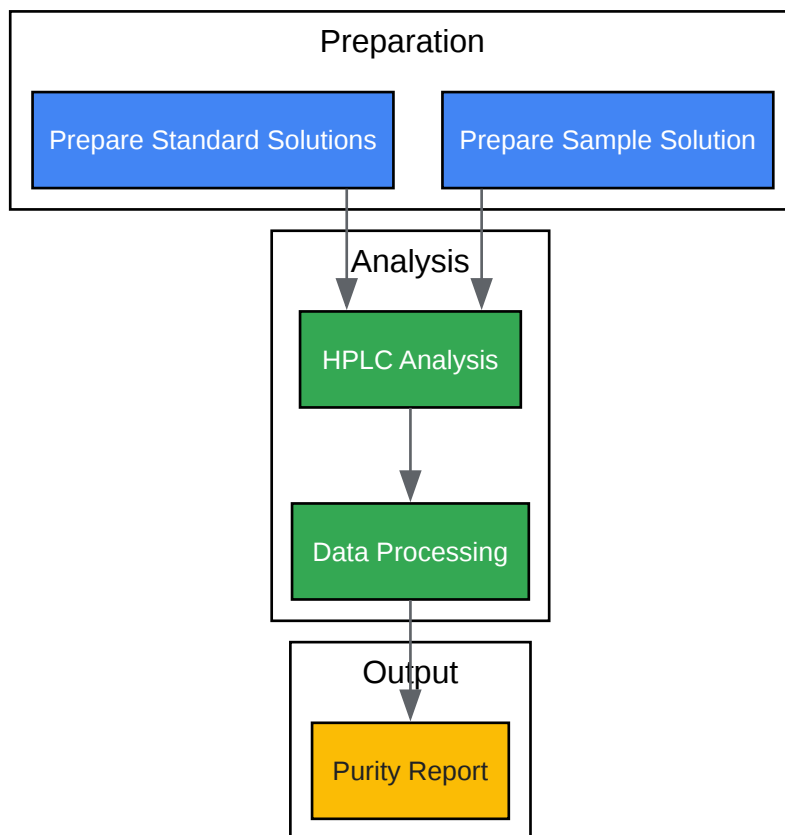 Preparation
Prepare Standard Solutions
Prepare Sample Solution
Analysis
HPLC Analysis
Data Processing
Output
Purity Report